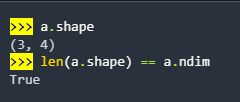 >>> a.shape
(3, 4)
>>> len(a.shape) == a.ndim
True